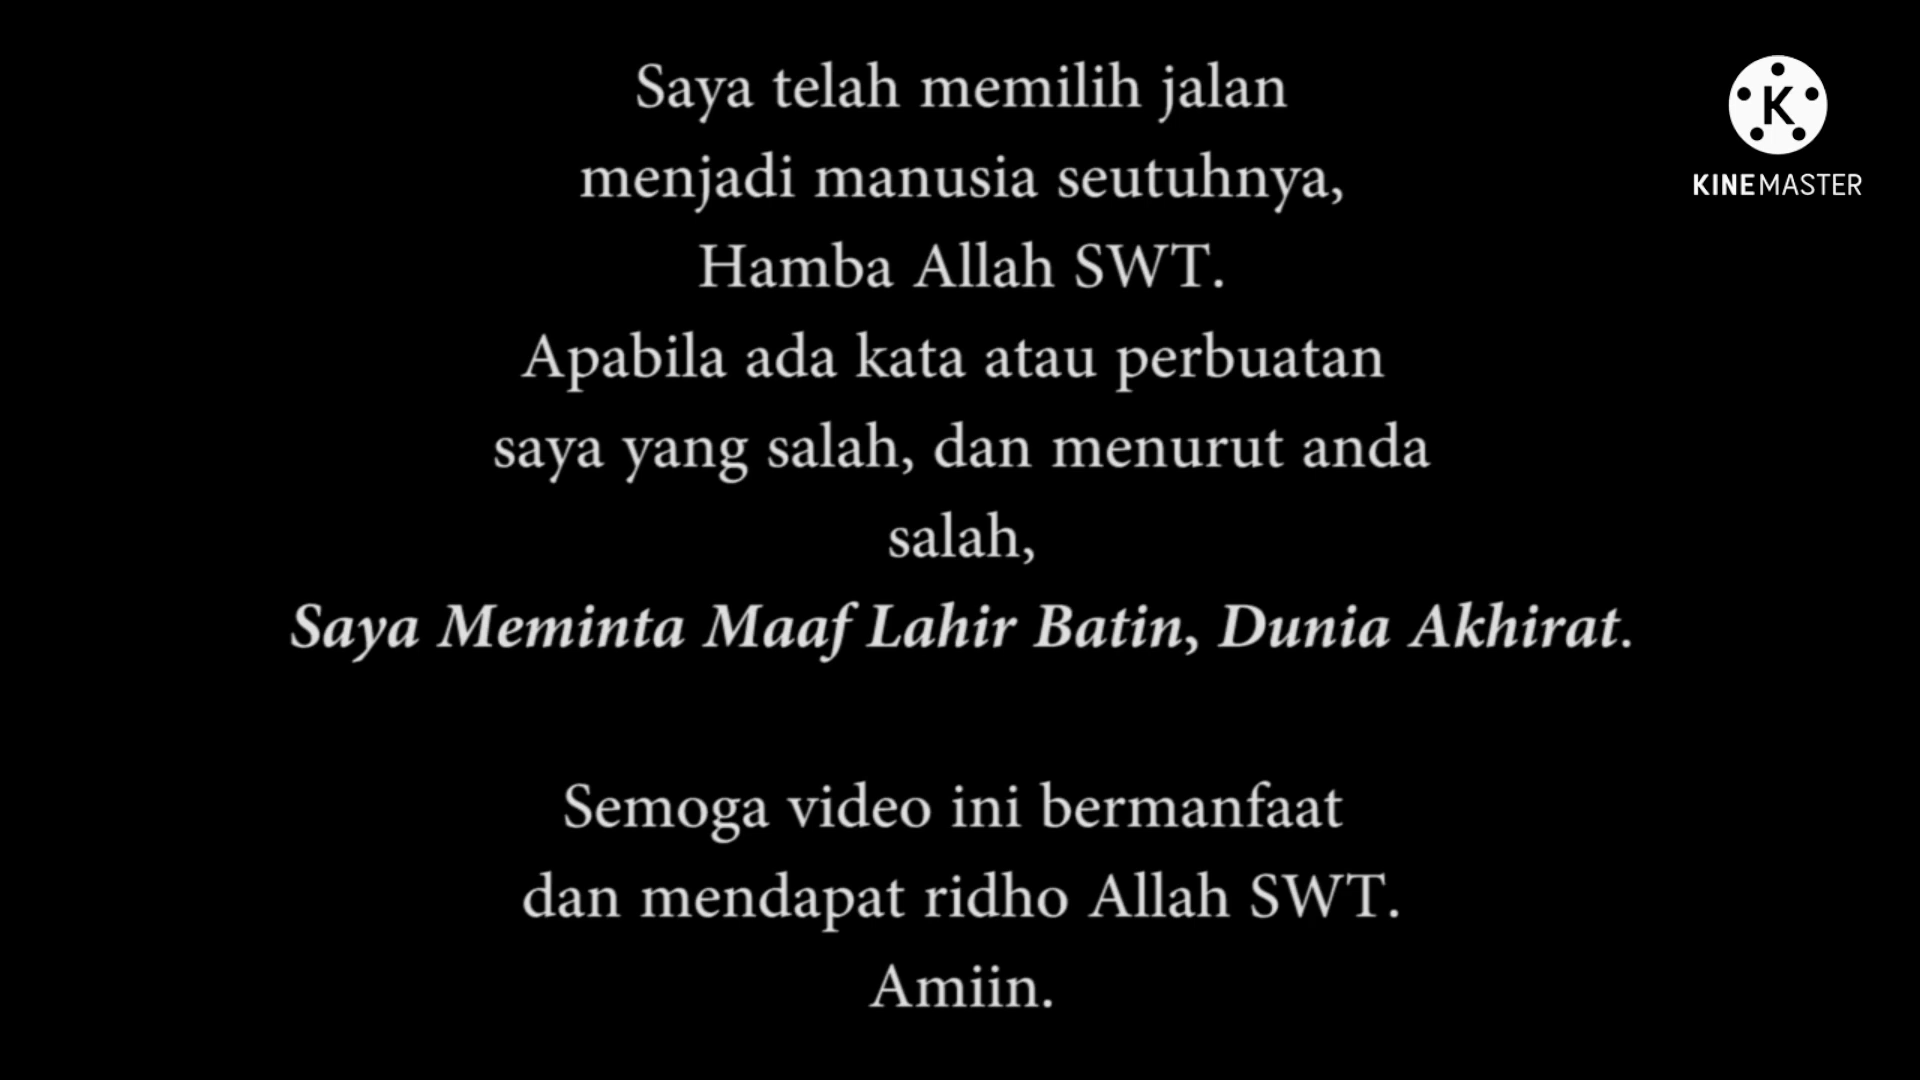 Saya telah memilih jalan
menjadi manusia seutuhnya,
Hamba Allah SWT.
Apabila ada kata atau perbuatan
saya yang salah, dan menurut anda
salah,
Saya Meminta Maaf Lahir Batin, Dunia Akhirat.
Semoga video ini bermanfaat
dan mendapat ridho Allah SWT.
Amiin.
K
KINEMASTER